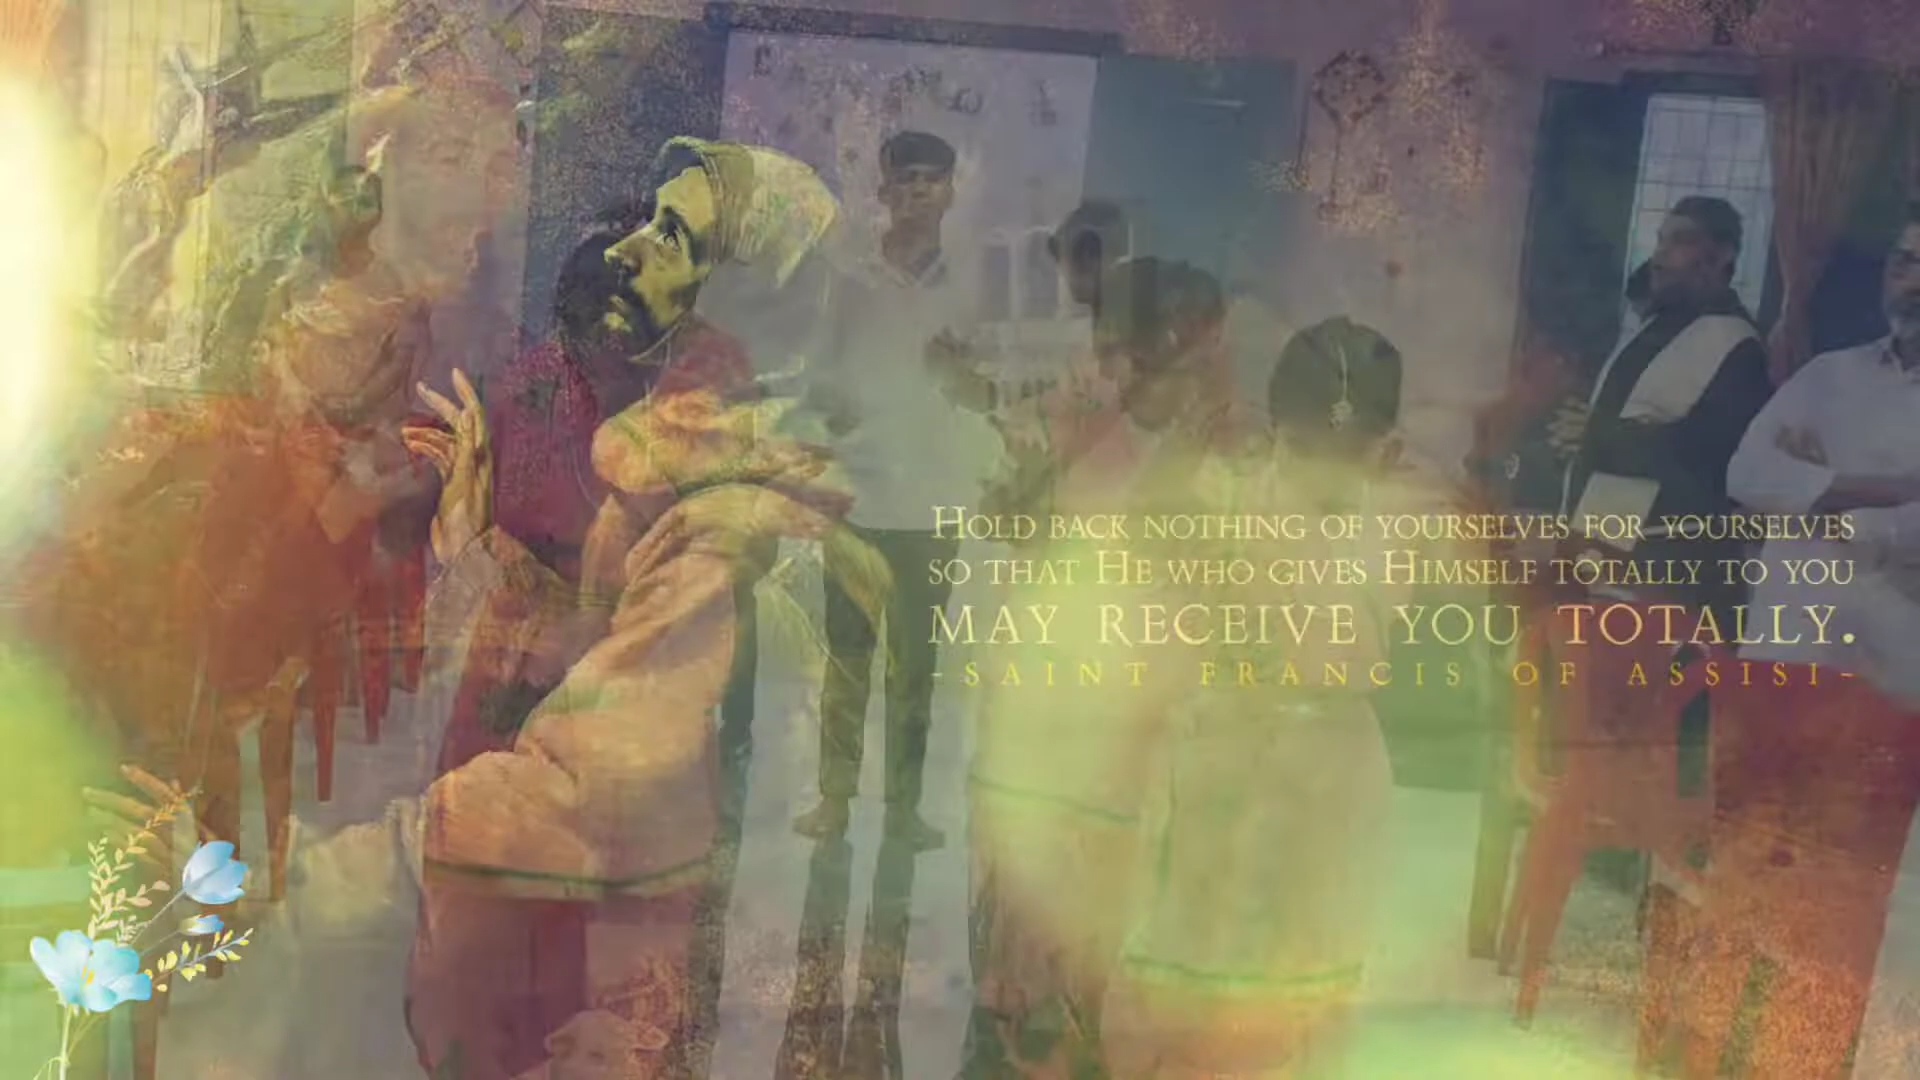 Hold back nothing of yourselves for yourselves
so that He who gives Himself totally to you
may receive you totally.
-Saint Francis of Assisi-